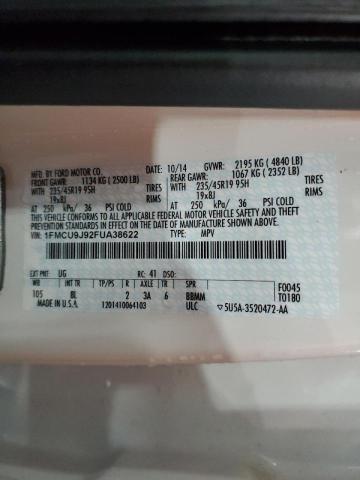 MFD. BY FORD MOTOR CO. 10/14 GVWR: 2195 KG ( 4840 LB)
FRONT GAWR: 1134 KG ( 2500 LB) REAR GAWR: 1067 KG ( 2352 LB)
WITH 235/45R19 95H TIRES WITH 235/45R19 95H TIRES
19x8J RIMS 19x8J RIMS
AT 250 kPa/ 36 PSI COLD AT 250 kPa/ 36 PSI COLD
THIS VEHICLE CONFORMS TO ALL APPLICABLE FEDERAL MOTOR VEHICLE SAFETY AND THEFT
PREVENTION STANDARDS IN EFFECT ON THE DATE OF MANUFACTURE SHOWN ABOVE.
VIN: 1FMCU9J92FUA38622 TYPE: MPV
EXT PNT: UG RC: 41 DSO:
WB INT TR TP/PS R AXLE TR SPR F0045
105 BL 2 3A 6 BBMM T0180
MADE IN U.S.A. 1201410064103 ULC 5U5A-3520472-AA